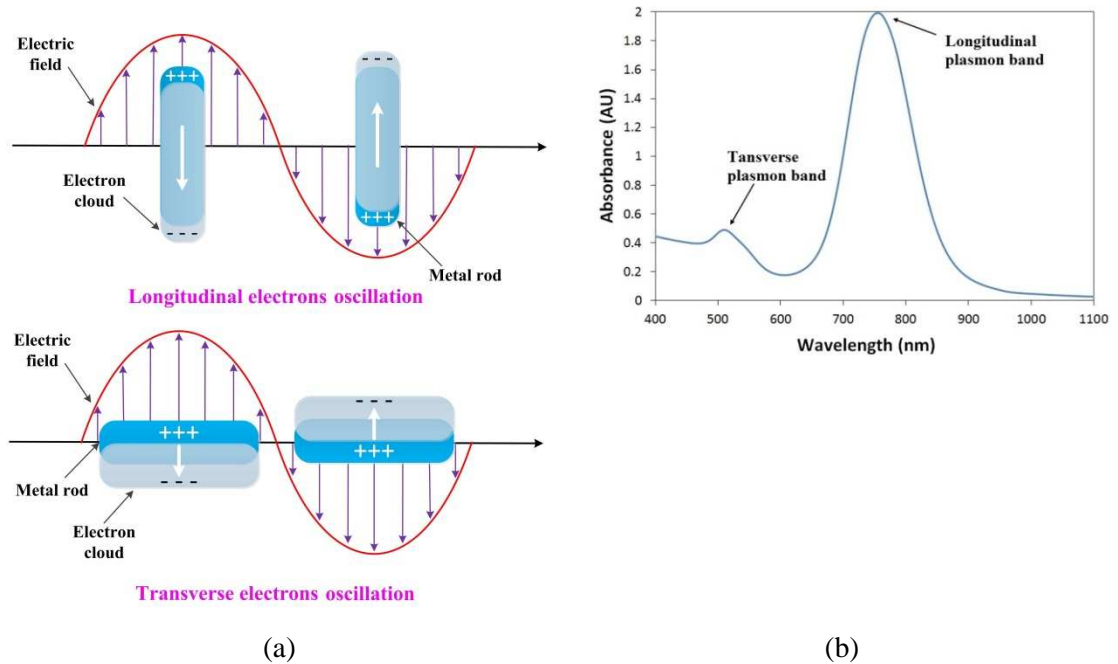 Electric
field
+++
- - -
Electron
cloud
- - -
+++
Metal rod
Longitudinal electrons oscillation
Electric
field
+++
- - -
Metal rod
Electron
cloud
- - -
+++
Transverse electrons oscillation
(a)
Absorbance (AU)
2
1.8
1.6
1.4
1.2
1
0.8
0.6
0.4
0.2
0
Longitudinal
plasmon band
Tansverse
plasmon band
400 500 600 700 800 900 1000 1100
Wavelength (nm)
(b)